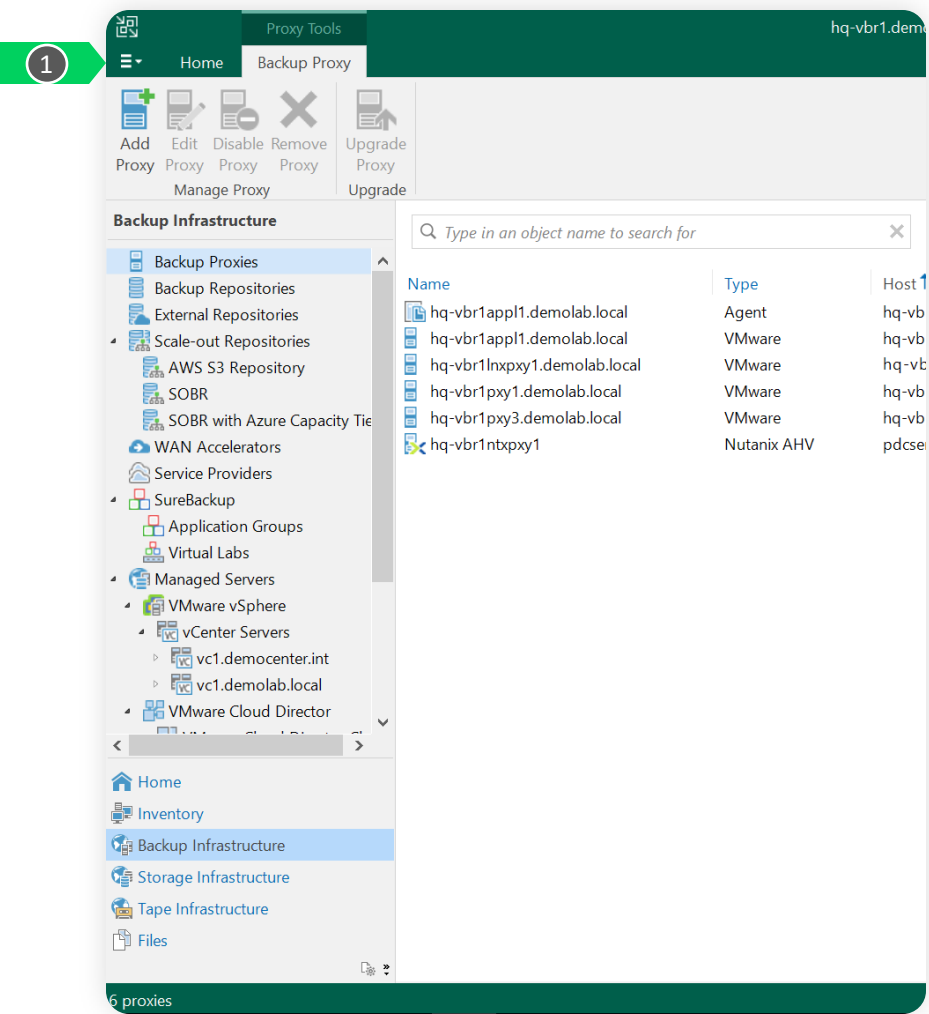 Proxy Tools
hq-vbr1.demo
1
Home
Backup Proxy
Add Proxy
Edit Proxy
Disable Proxy
Remove Proxy
Upgrade Proxy
Manage Proxy
Upgrade
Backup Infrastructure
Type in an object name to search for
Backup Proxies
Backup Repositories
External Repositories
Scale-out Repositories
AWS S3 Repository
SOBR
SOBR with Azure Capacity Tie
WAN Accelerators
Service Providers
SureBackup
Application Groups
Virtual Labs
Managed Servers
VMware vSphere
vCenter Servers
vc1.democenter.int
vc1.demolab.local
VMware Cloud Director
Name Type Host
hq-vbr1appl1.demolab.local Agent hq-vb
hq-vbr1appl1.demolab.local VMware hq-vb
hq-vbr1lnxpxy1.demolab.local VMware hq-vb
hq-vbr1pxy1.demolab.local VMware hq-vb
hq-vbr1pxy3.demolab.local VMware hq-vb
hq-vbr1ntxpxy1 Nutanix AHV pdcse
Home
Inventory
Backup Infrastructure
Storage Infrastructure
Tape Infrastructure
Files
6 proxies